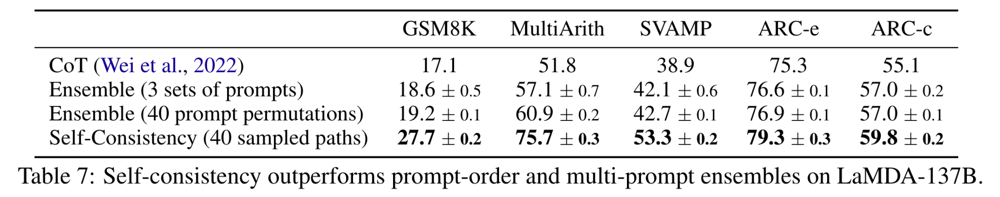 GSM8K MultiArith SVAMP ARC-e ARC-c
CoT (Wei et al., 2022) 17.1 51.8 38.9 75.3 55.1
Ensemble (3 sets of prompts) 18.6 ± 0.5 57.1 ± 0.7 42.1 ± 0.6 76.6 ± 0.1 57.0 ± 0.2
Ensemble (40 prompt permutations) 19.2 ± 0.1 60.9 ± 0.2 42.7 ± 0.1 76.9 ± 0.1 57.0 ± 0.1
Self-Consistency (40 sampled paths) 27.7 ± 0.2 75.7 ± 0.3 53.3 ± 0.2 79.3 ± 0.3 59.8 ± 0.2
Table 7: Self-consistency outperforms prompt-order and multi-prompt ensembles on LaMDA-137B.